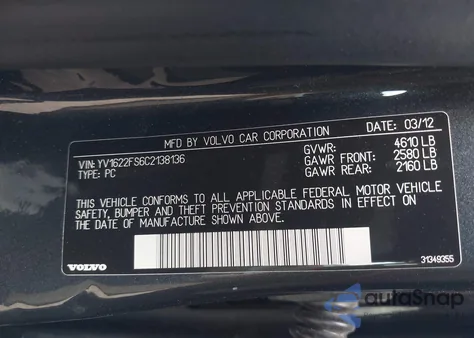 MFD BY VOLVO CAR CORPORATION DATE: 03/12
VIN: YV1622FS6C2138136 GVWR: 4610 LB
TYPE: PC GAWR FRONT: 2580 LB
GAWR REAR: 2160 LB
THIS VEHICLE CONFORMS TO ALL APPLICABLE FEDERAL MOTOR VEHICLE
SAFETY, BUMPER AND THEFT PREVENTION STANDARDS IN EFFECT ON
THE DATE OF MANUFACTURE SHOWN ABOVE.
VOLVO 31349355
autoSnap